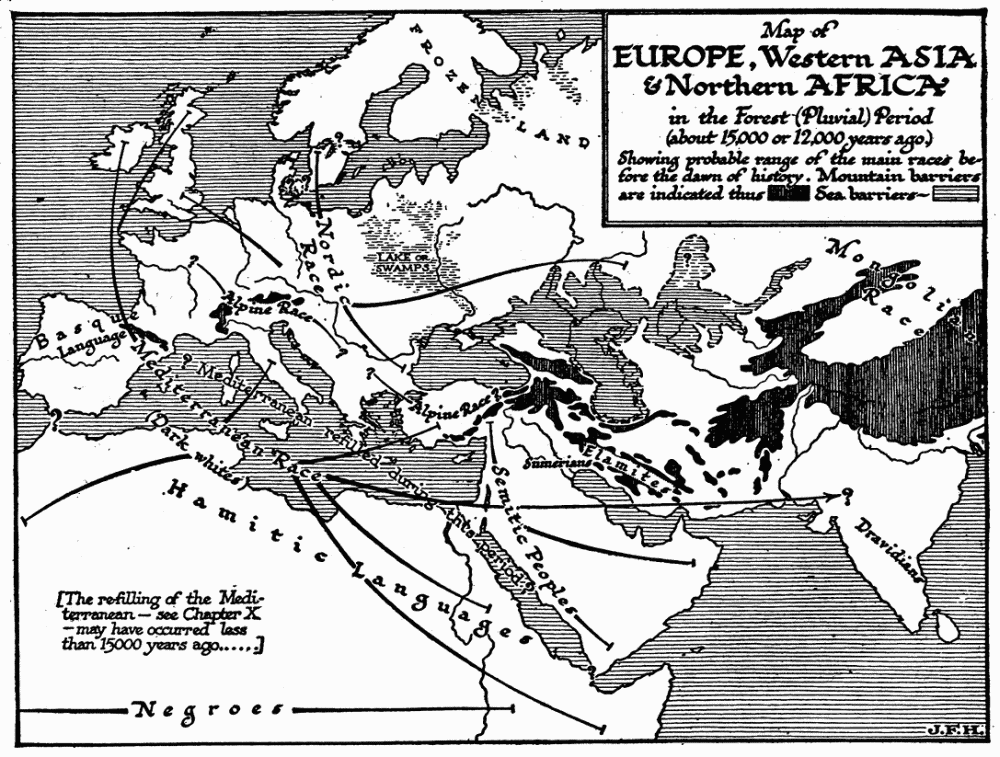 Map of
EUROPE, Western ASIA
& Northern AFRICA
in the Forest (Pluvial) Period
(about 15,000 or 12,000 years ago.)
Showing probable range of the main races be-
fore the dawn of history. Mountain barriers
are indicated thus Sea barriers~
FROZEN
LAND
?
Nordic
Race
LAKE OR
SWAMPS
?
?
Mongolian
Race
Alpine Race
Basque
Language
?
?
Alpine Race?
Mediterranean refilled during this period?
Mediterranean Race
(Dark whites)
?
Sumerians
Elamites
Semitic Peoples
?
Dravidians
Hamitic Languages
[The refilling of the Medi-
terranean — see Chapter X
— may have occurred less
than 15000 years ago......]
?
Negroes
J.F.H.